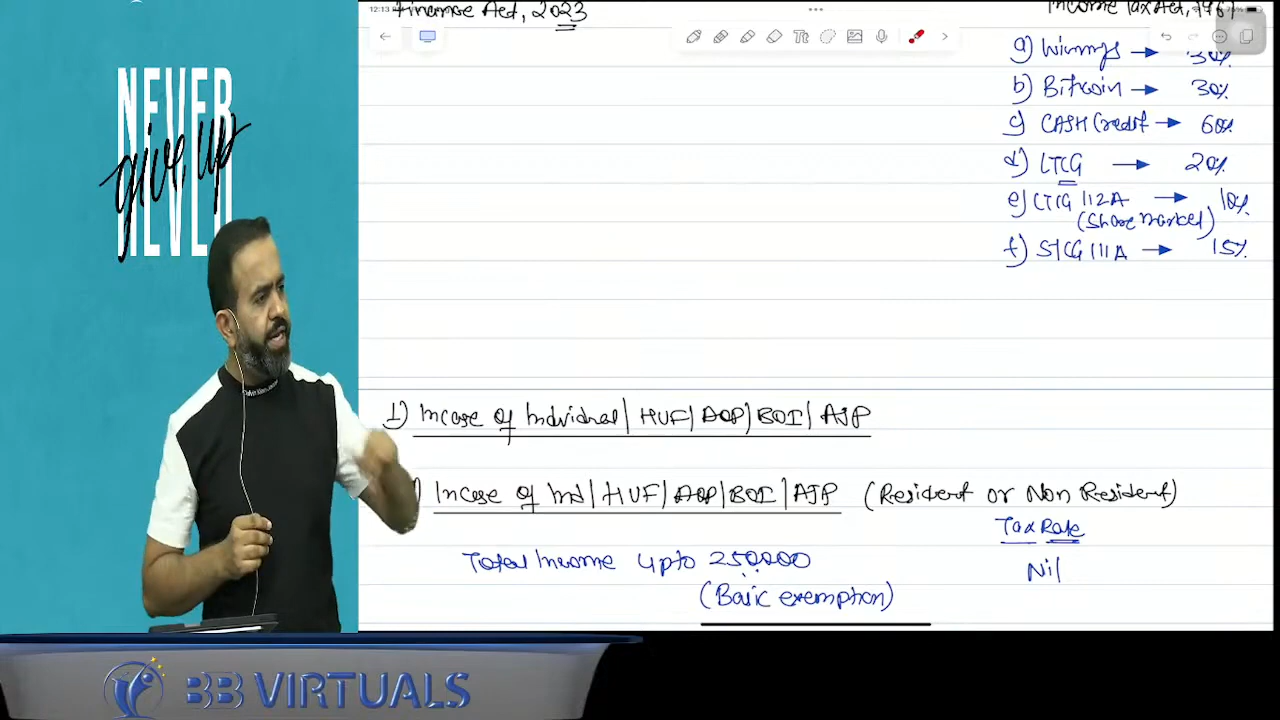 NEVER
give up
NEVER
12:13
Finance Act, 2023
Income Tax Act, 1961
a) Winnings → 30%
b) Bitcoin → 30%
c) CASH Credit → 60%
d) LTCG → 20%
e) LTCG 112A → 10%
(Share market)
f) STCG 111A → 15%
1) Incase of Individual | HUF | AOP | BOI | AJP
) Incase of Ind | HUF | AOP | BOI | AJP (Resident or Non Resident)
Tax Rate
Total Income upto 250000 Nil
(Basic exemption)
BB VIRTUALS